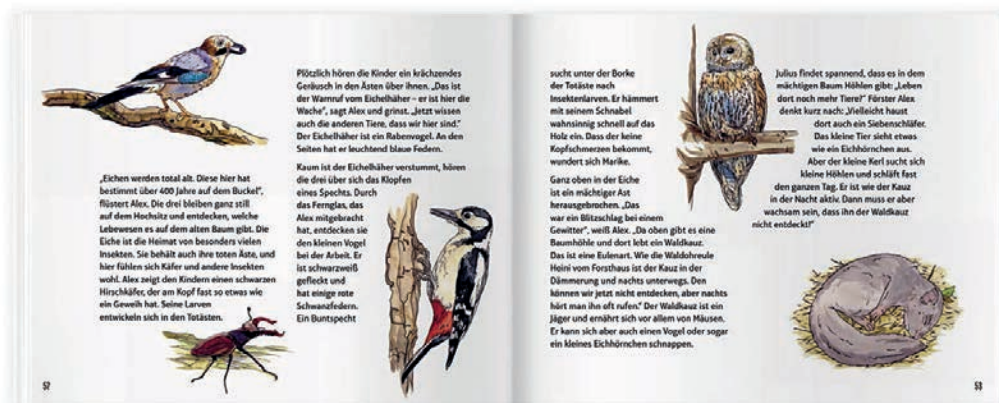 „Eichen werden total alt. Diese hier hat
bestimmt über 400 Jahre auf dem Buckel“,
flüstert Alex. Die drei bleiben ganz still
auf dem Hochsitz und entdecken, welche
Lebewesen es auf dem alten Baum gibt. Die
Eiche ist die Heimat von besonders vielen
Insekten. Sie behält auch ihre toten Äste, und
hier fühlen sich Käfer und andere Insekten
wohl. Alex zeigt den Kindern einen schwarzen
Hirschkäfer, der am Kopf fast so etwas wie
ein Geweih hat. Seine Larven
entwickeln sich in den Totästen.
Plötzlich hören die Kinder ein krächzendes
Geräusch in den Ästen über ihnen. „Das ist
der Warnruf vom Eichelhäher – er ist hier die
Wache“, sagt Alex und grinst. „Jetzt wissen
auch die anderen Tiere, dass wir hier sind.“
Der Eichelhäher ist ein Rabenvogel. An den
Seiten hat er leuchtend blaue Federn.
Kaum ist der Eichelhäher verstummt, hören
die drei über sich das Klopfen
eines Spechts. Durch
das Fernglas, das
Alex mitgebracht
hat, entdecken sie
den kleinen Vogel
bei der Arbeit. Er
ist schwarzweiß
gefleckt und
hat einige rote
Schwanzfedern.
Ein Buntspecht
52
sucht unter der Borke
der Totäste nach
Insektenlarven. Er hämmert
mit seinem Schnabel
wahnsinnig schnell auf das
Holz ein. Dass der keine
Kopfschmerzen bekommt,
wundert sich Marike.
Ganz oben in der Eiche
ist ein mächtiger Ast
herausgebrochen. „Das
war ein Blitzschlag bei einem
Gewitter“, weiß Alex. „Da oben gibt es eine
Baumhöhle und dort lebt ein Waldkauz.
Das ist eine Eulenart. Wie die Waldohreule
Heini vom Forsthaus ist der Kauz in der
Dämmerung und nachts unterwegs. Den
können wir jetzt nicht entdecken, aber nachts
hört man ihn oft rufen.“ Der Waldkauz ist ein
Jäger und ernährt sich vor allem von Mäusen.
Er kann sich aber auch einen Vogel oder sogar
ein kleines Eichhörnchen schnappen.
Julius findet spannend, dass es in dem
mächtigen Baum Höhlen gibt: „Leben
dort noch mehr Tiere?“ Förster Alex
denkt kurz nach: „Vielleicht haust
dort auch ein Siebenschläfer.
Das kleine Tier sieht etwas
wie ein Eichhörnchen aus.
Aber der kleine Kerl sucht sich
kleine Höhlen und schläft fast
den ganzen Tag. Er ist wie der Kauz
in der Nacht aktiv. Dann muss er aber
wachsam sein, dass ihn der Waldkauz
nicht entdeckt!“
53